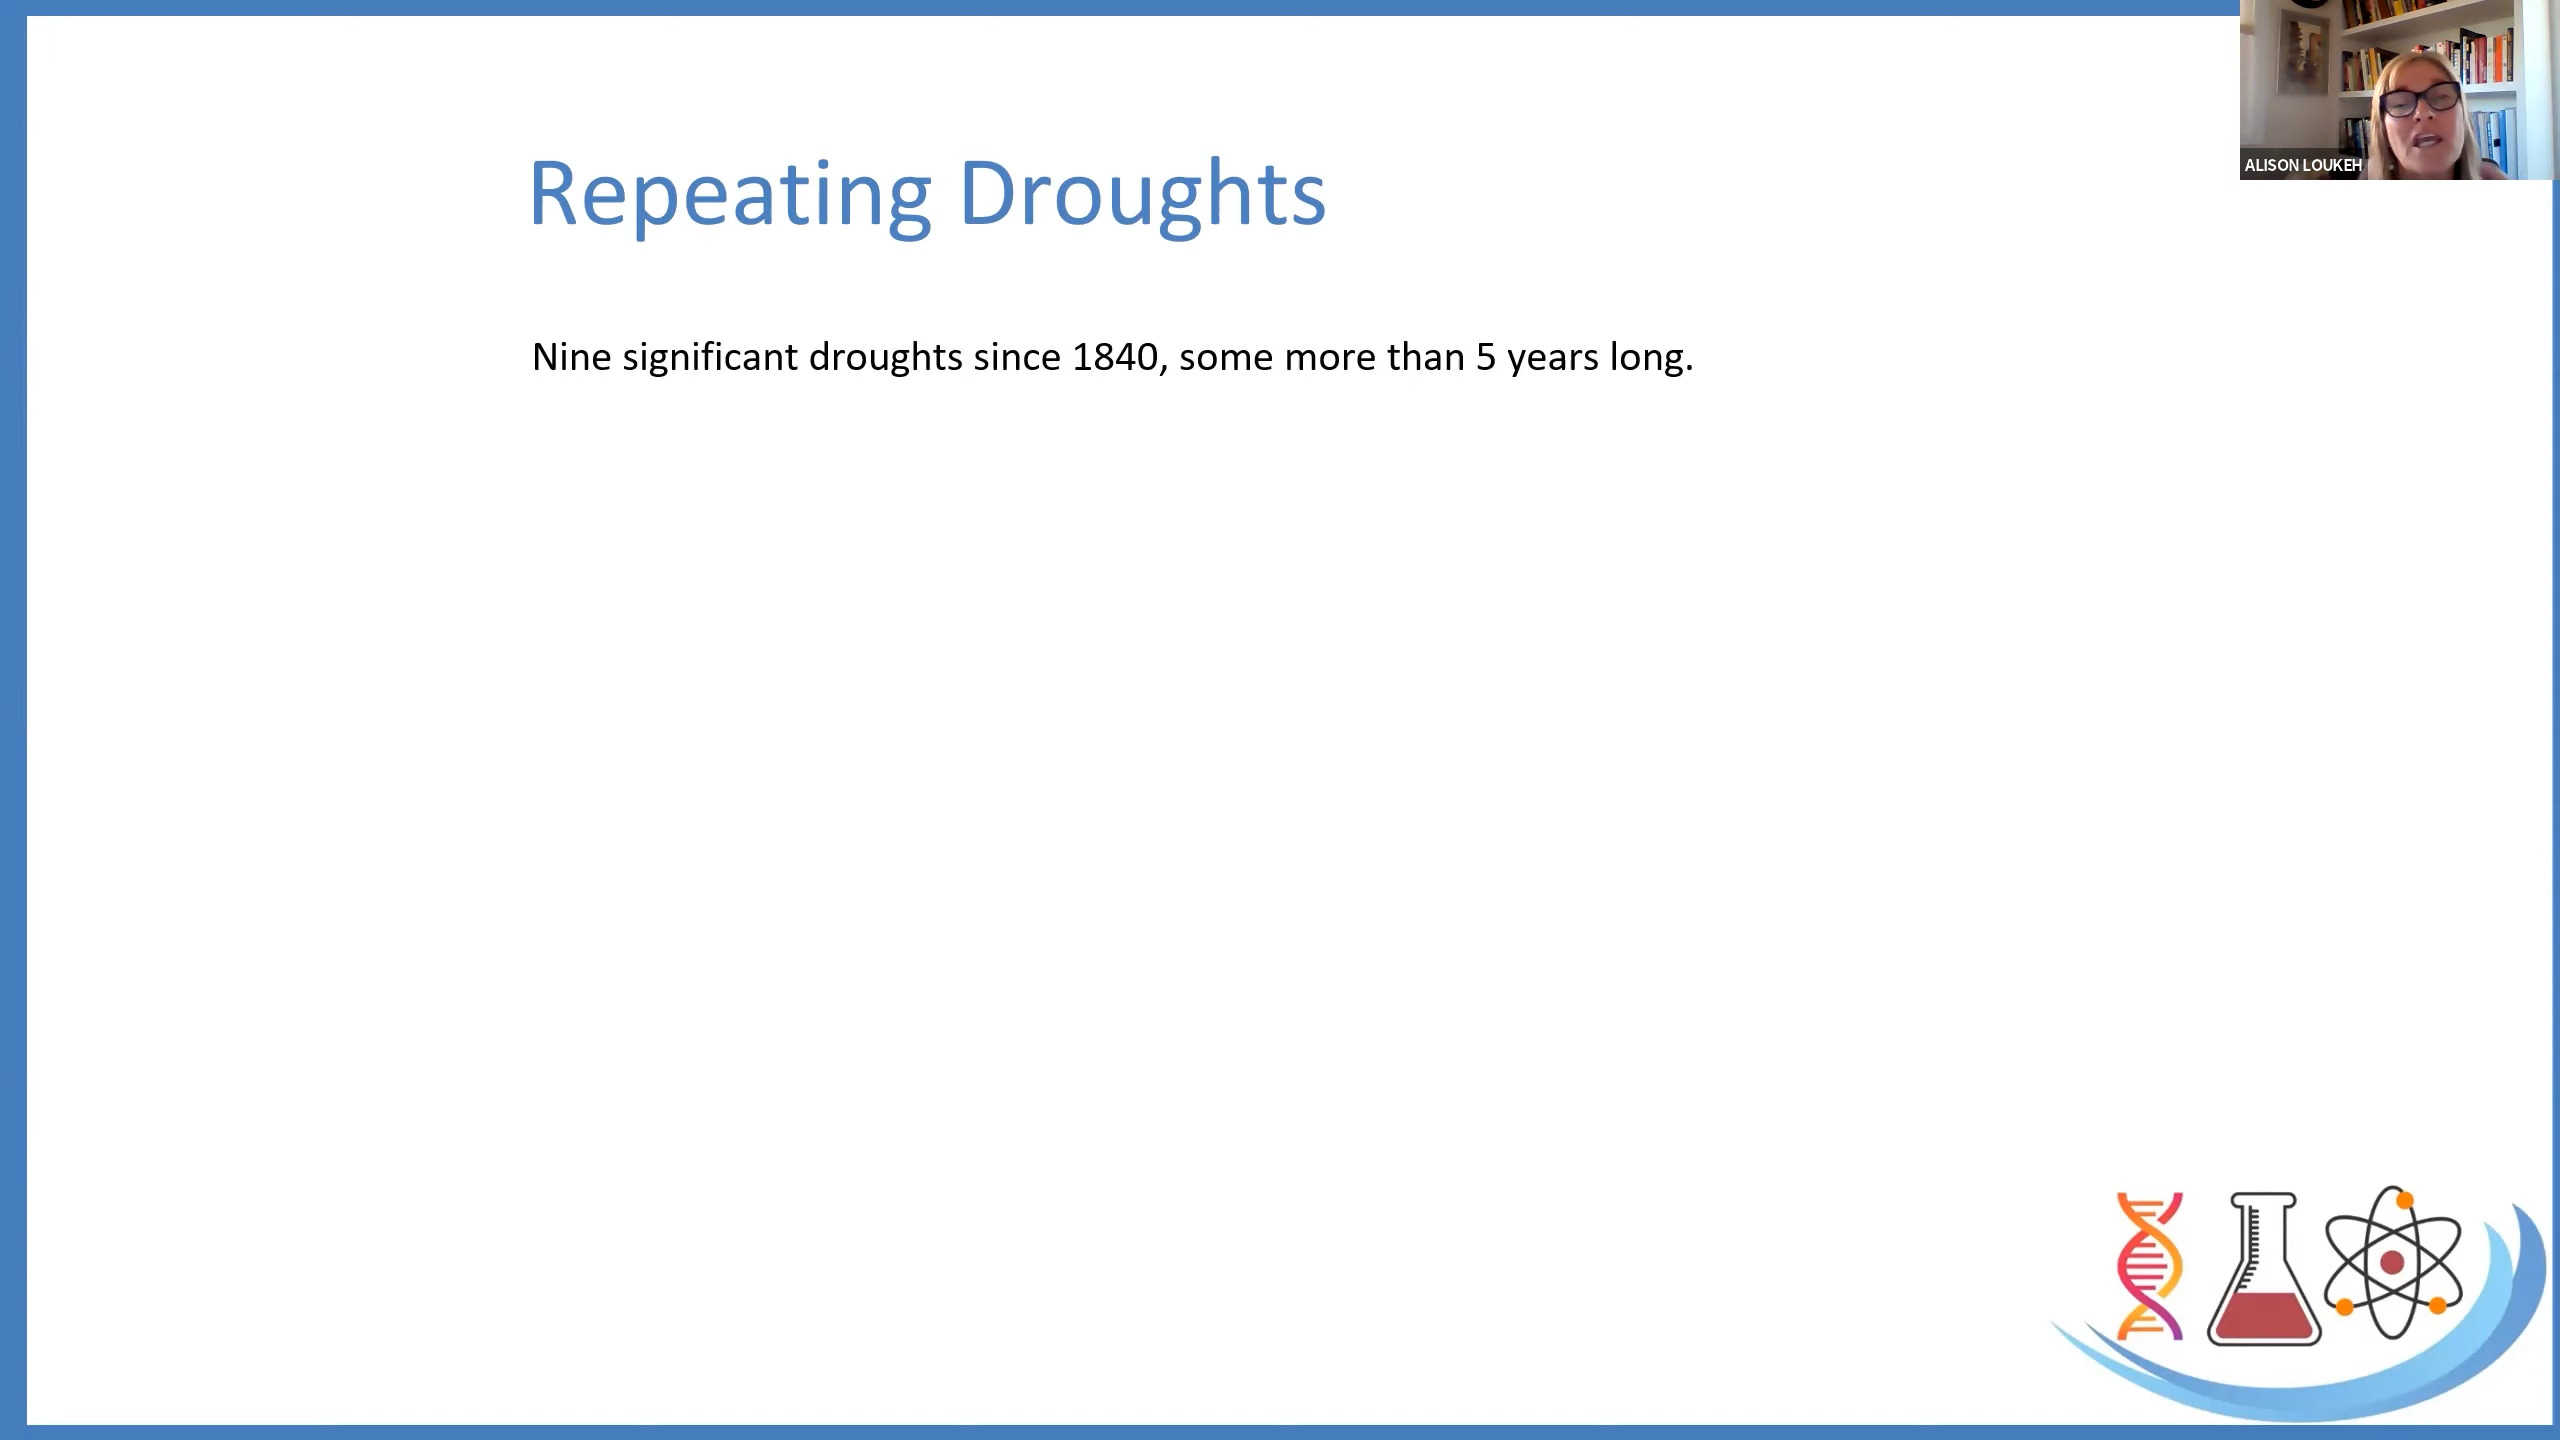 Repeating Droughts
Nine significant droughts since 1840, some more than 5 years long.
ALISON LOUKEH